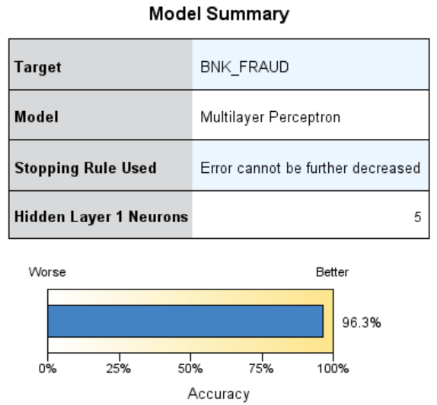 Model Summary
Target BNK_FRAUD
Model Multilayer Perceptron
Stopping Rule Used Error cannot be further decreased
Hidden Layer 1 Neurons 5
Worse Better
96.3%
0% 25% 50% 75% 100%
Accuracy